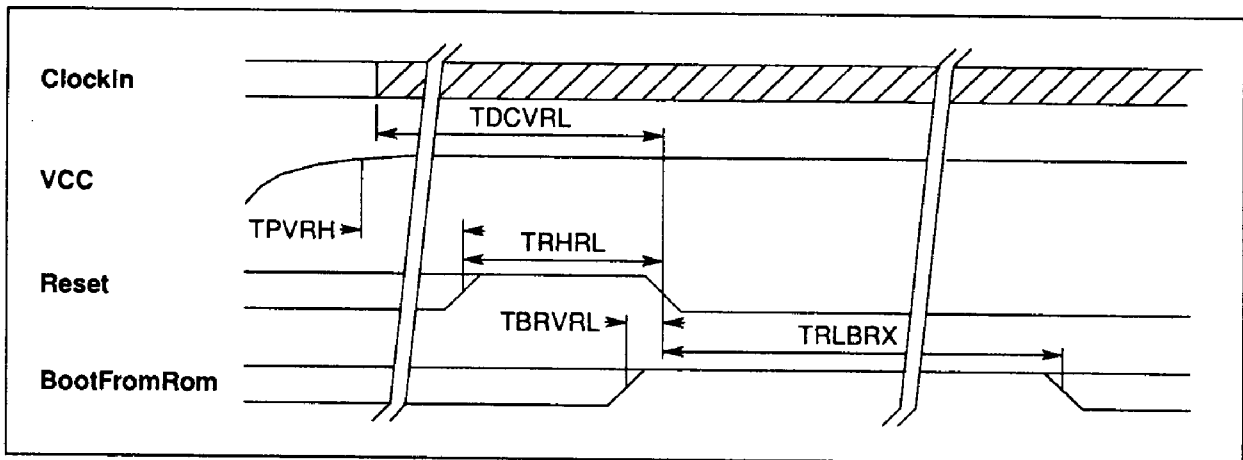 ClockIn
TDCVRL
VCC
TPVRH
TRHRL
Reset
TBRVRL
TRLBRX
BootFromRom